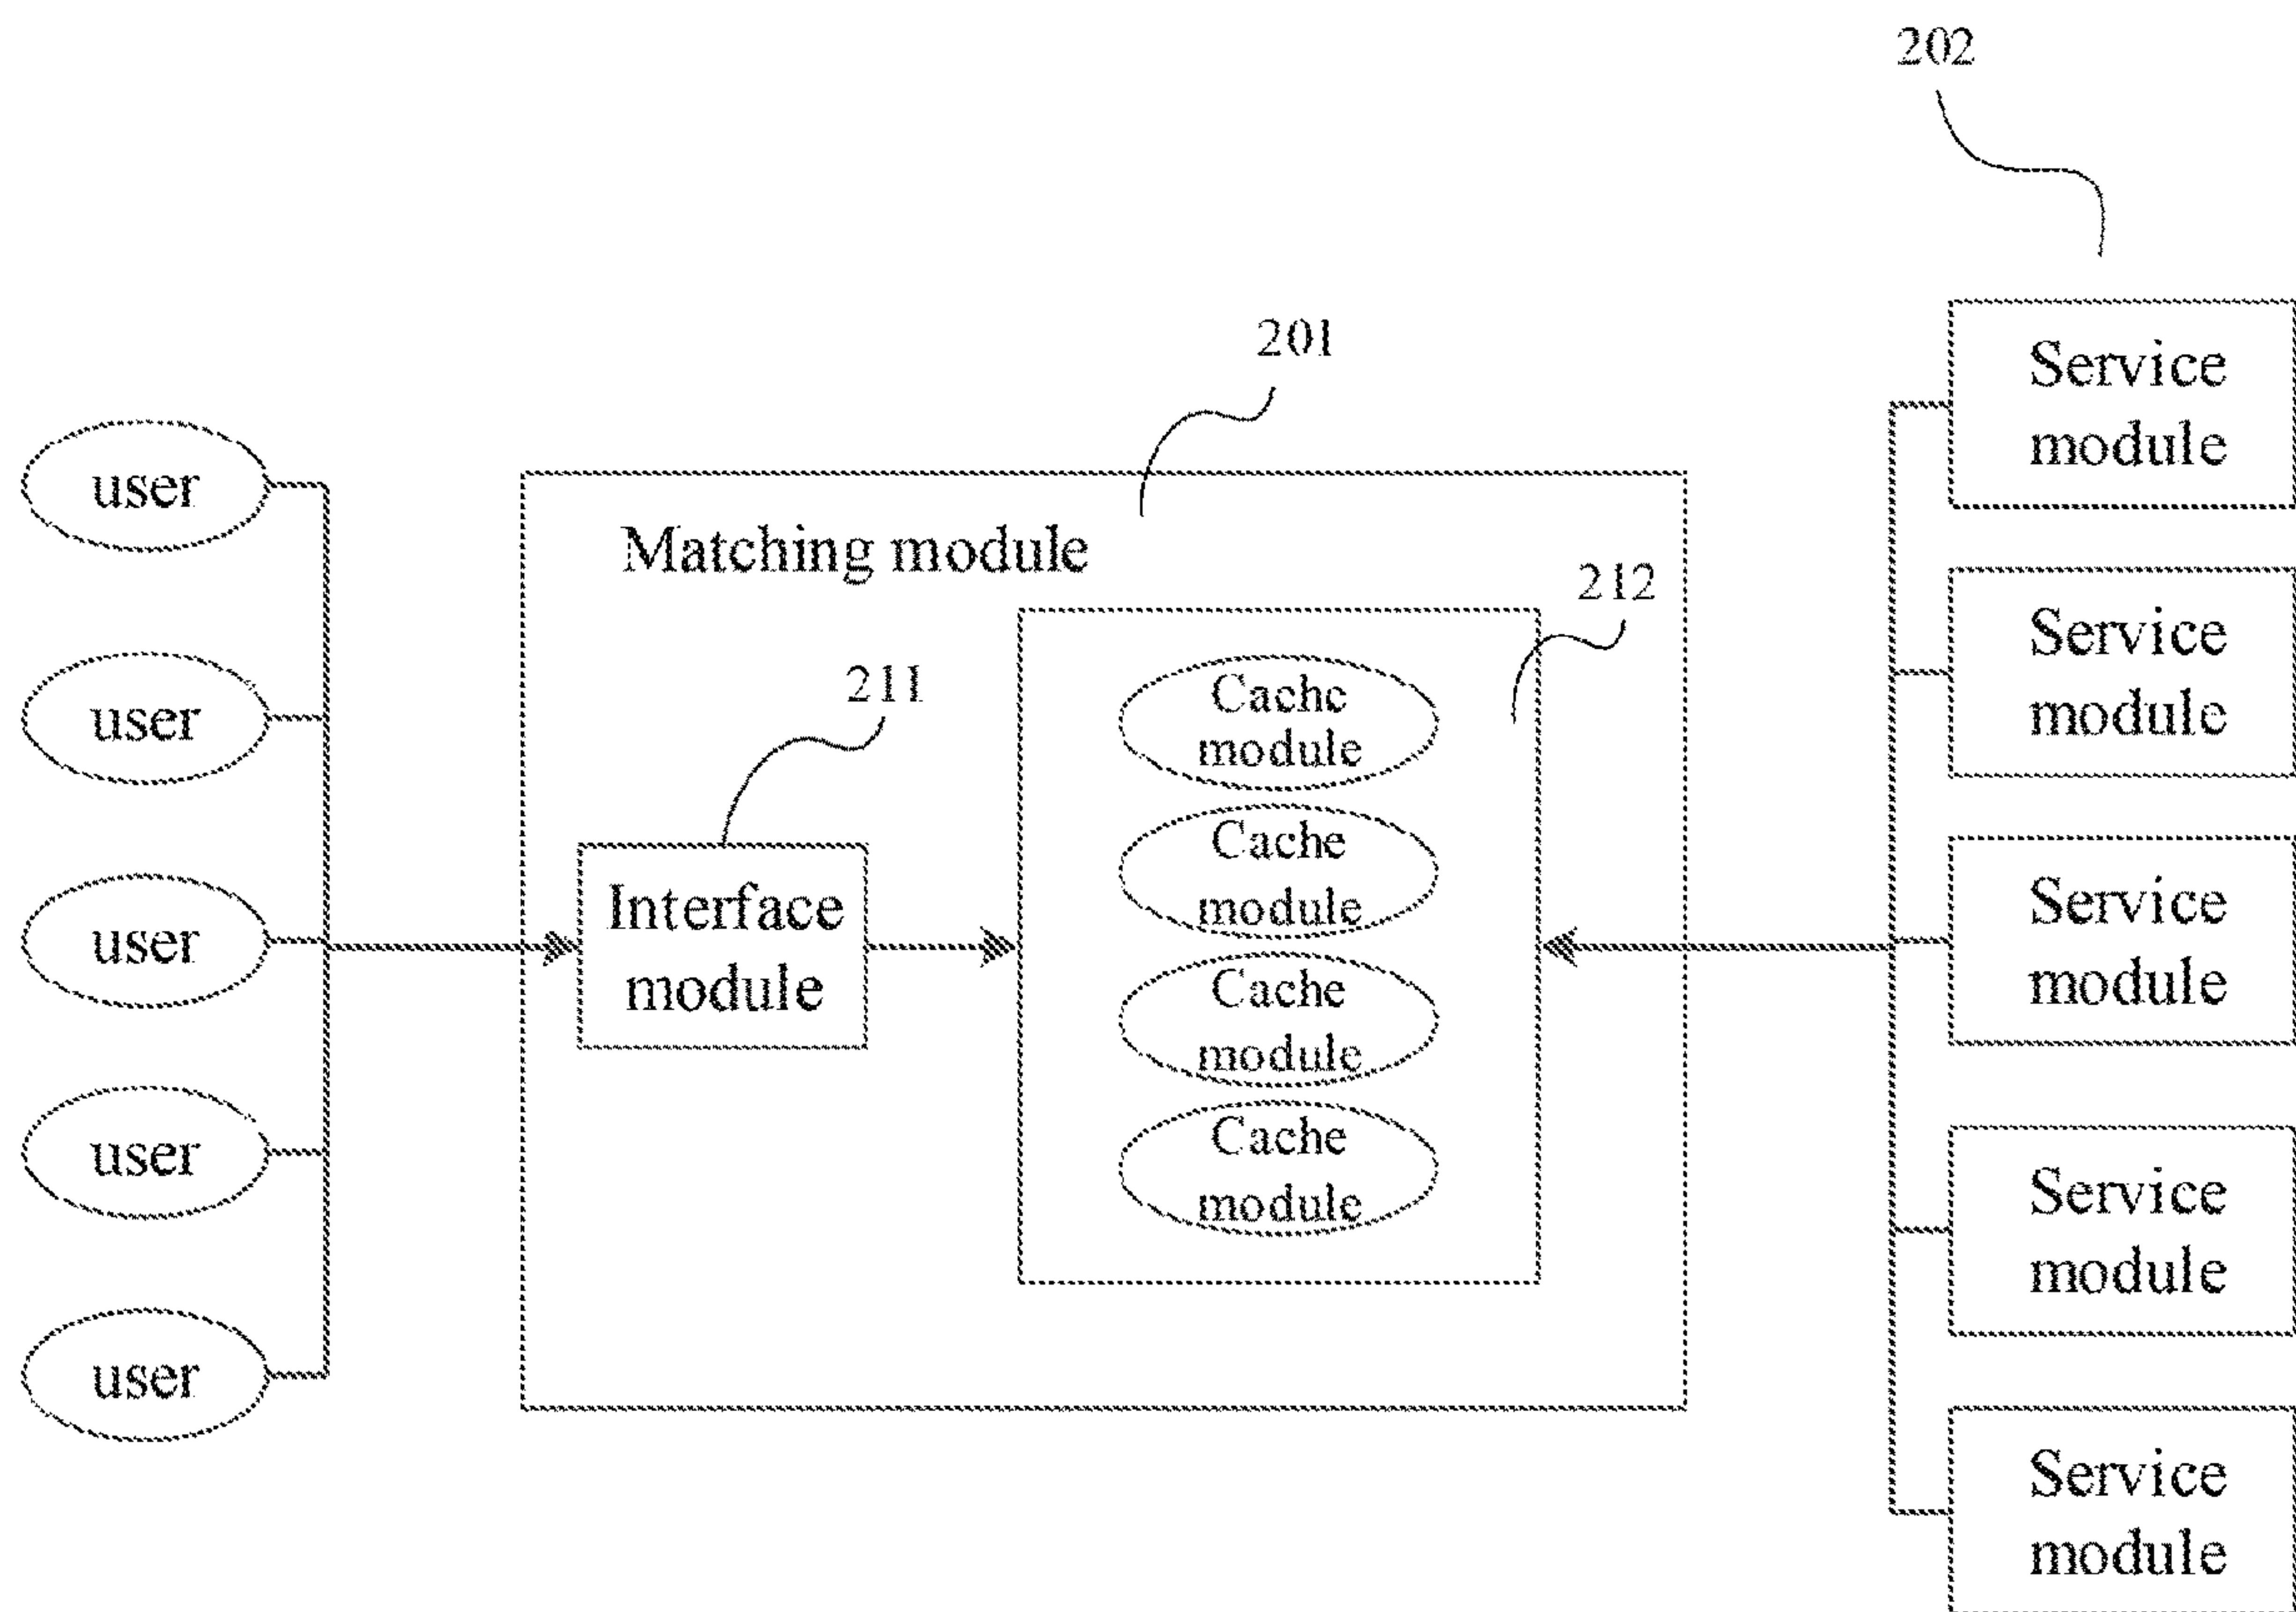 202
201
Service
module
user
Matching module
212
Service
module
211
user
Cache
module
Cache
module
Interface
module
user
Service
module
Cache
module
Cache
module
user
Service
module
user
Service
module